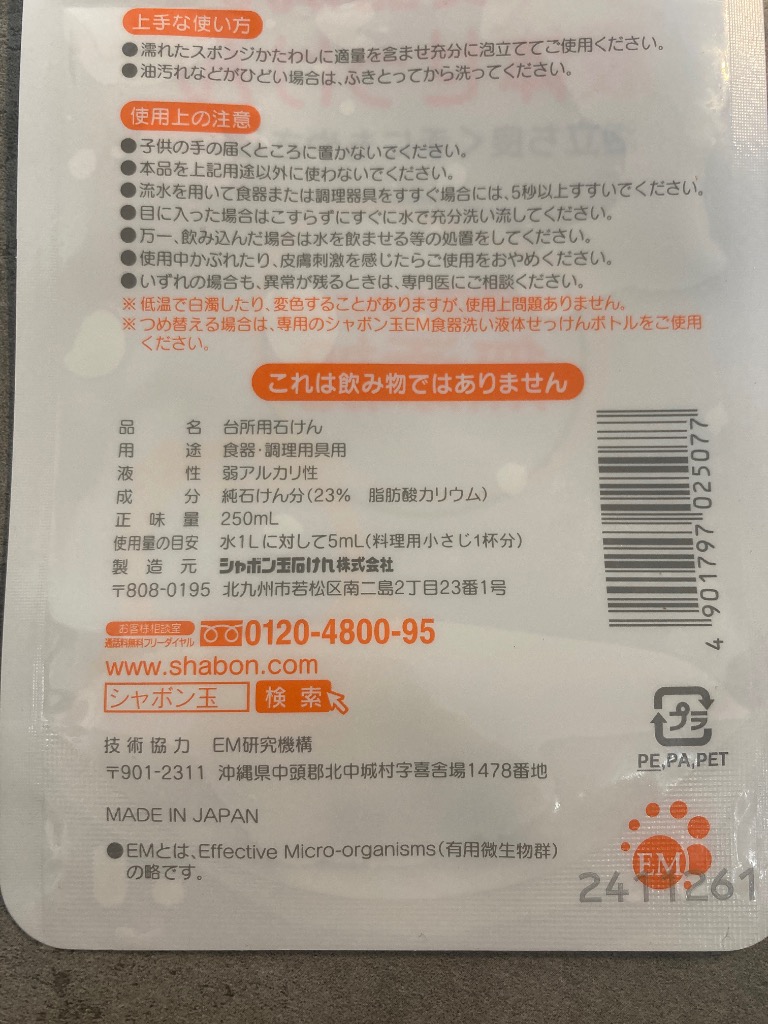 上手な使い方
●濡れたスポンジかたわしに適量を含ませ充分に泡立ててご使用ください。
●油汚れなどがひどい場合は、ふきとってから洗ってください。
使用上の注意
●子供の手の届くところに置かないでください。
●本品を上記用途以外に使わないでください。
●流水を用いて食器または調理器具をすすぐ場合には、5秒以上すすいでください。
●目に入った場合はこすらずにすぐに水で充分洗い流してください。
●万一、飲み込んだ場合は水を飲ませる等の処置をしてください。
●使用中かぶれたり、皮膚刺激を感じたらご使用をおやめください。
●いずれの場合も、異常が残るときは、専門医にご相談ください。
※低温で白濁したり、変色することがありますが、使用上問題ありません。
※つめ替える場合は、専用のシャボン玉EM食器洗い液体せっけんボトルをご使用
ください。
これは飲み物ではありません
品名 台所用石けん
用途 食器・調理用具用
液性 弱アルカリ性
成分 純石けん分(23% 脂肪酸カリウム)
正味量 250mL
使用量の目安 水1Lに対して5mL(料理用小さじ1杯分)
製造元 シャボン玉石けん株式会社
〒808-0195 北九州市若松区南二島2丁目23番1号
4 901797 025077
お客様相談室
通話料無料フリーダイヤル
0120-4800-95
www.shabon.com
シャボン玉 検索
プラ
PE,PA,PET
技術協力 EM研究機構
〒901-2311 沖縄県中頭郡北中城村字喜舎場1478番地
MADE IN JAPAN
●EMとは、Effective Micro-organisms(有用微生物群)
の略です。
EM
2411261